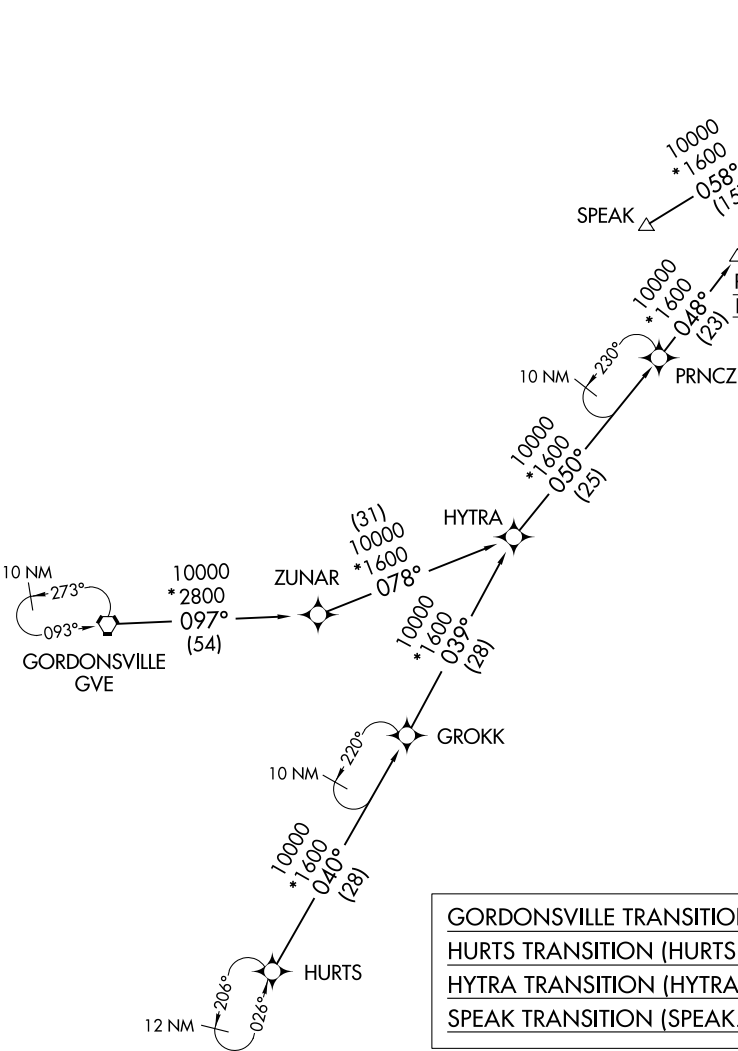 10000
*1600
058°
SPEAK
10000
*1600
048°
(23)
PRNCZ
230°
10 NM
10000
*1600
050°
(25)
HYTRA
(31)
10000
*1600
078°
ZUNAR
10 NM
273°
093°
10000
*2800
097°
(54)
GORDONSVILLE
GVE
10000
*1600
039°
(28)
GROKK
220°
10 NM
10000
*1600
040°
(28)
HURTS
206°
026°
12 NM
GORDONSVILLE TRANSITION
HURTS TRANSITION (HURTS
HYTRA TRANSITION (HYTRA
SPEAK TRANSITION (SPEAK.